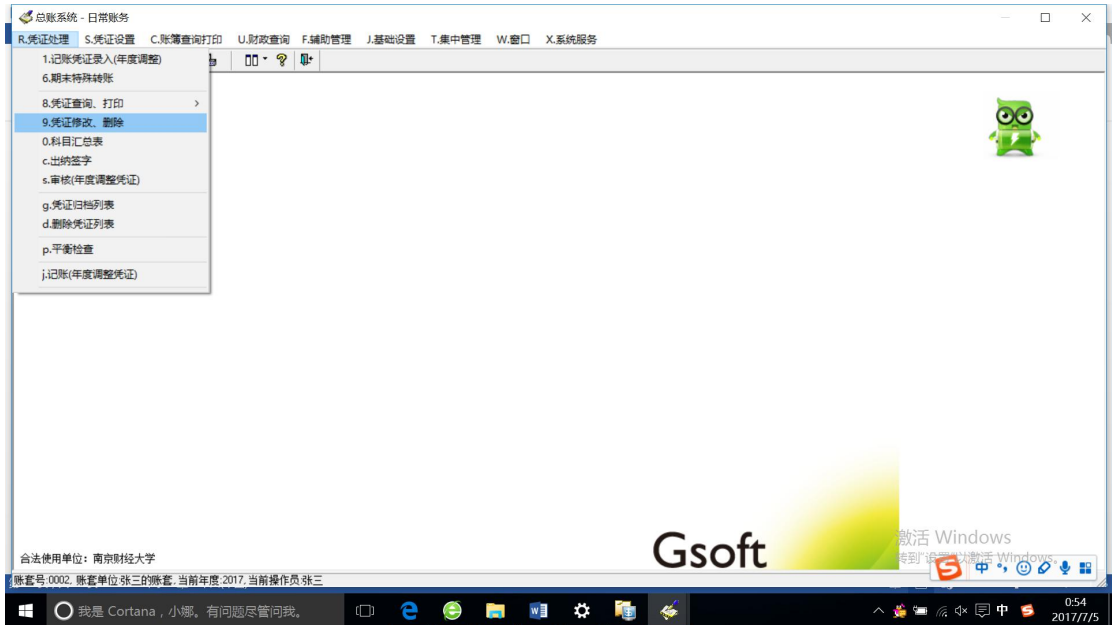 总账系统 - 日常账务
R.凭证处理 S.凭证设置 C.账簿查询打印 U.财政查询 F.辅助管理 J.基础设置 T.集中管理 W.窗口 X.系统服务
1.记账凭证录入(年度调整)
6.期末特殊转账
8.凭证查询、打印
9.凭证修改、删除
0.科目汇总表
c.出纳签字
s.审核(年度调整凭证)
g.凭证归档列表
d.删除凭证列表
p.平衡检查
j.记账(年度调整凭证)
Gsoft
激活 Windows
合法使用单位：南京财经大学
账套号:0002, 账套单位:张三的账套,当前年度:2017,当前操作员:张三
中
我是 Cortana，小娜。有问题尽管问我。
中
0:54
2017/7/5